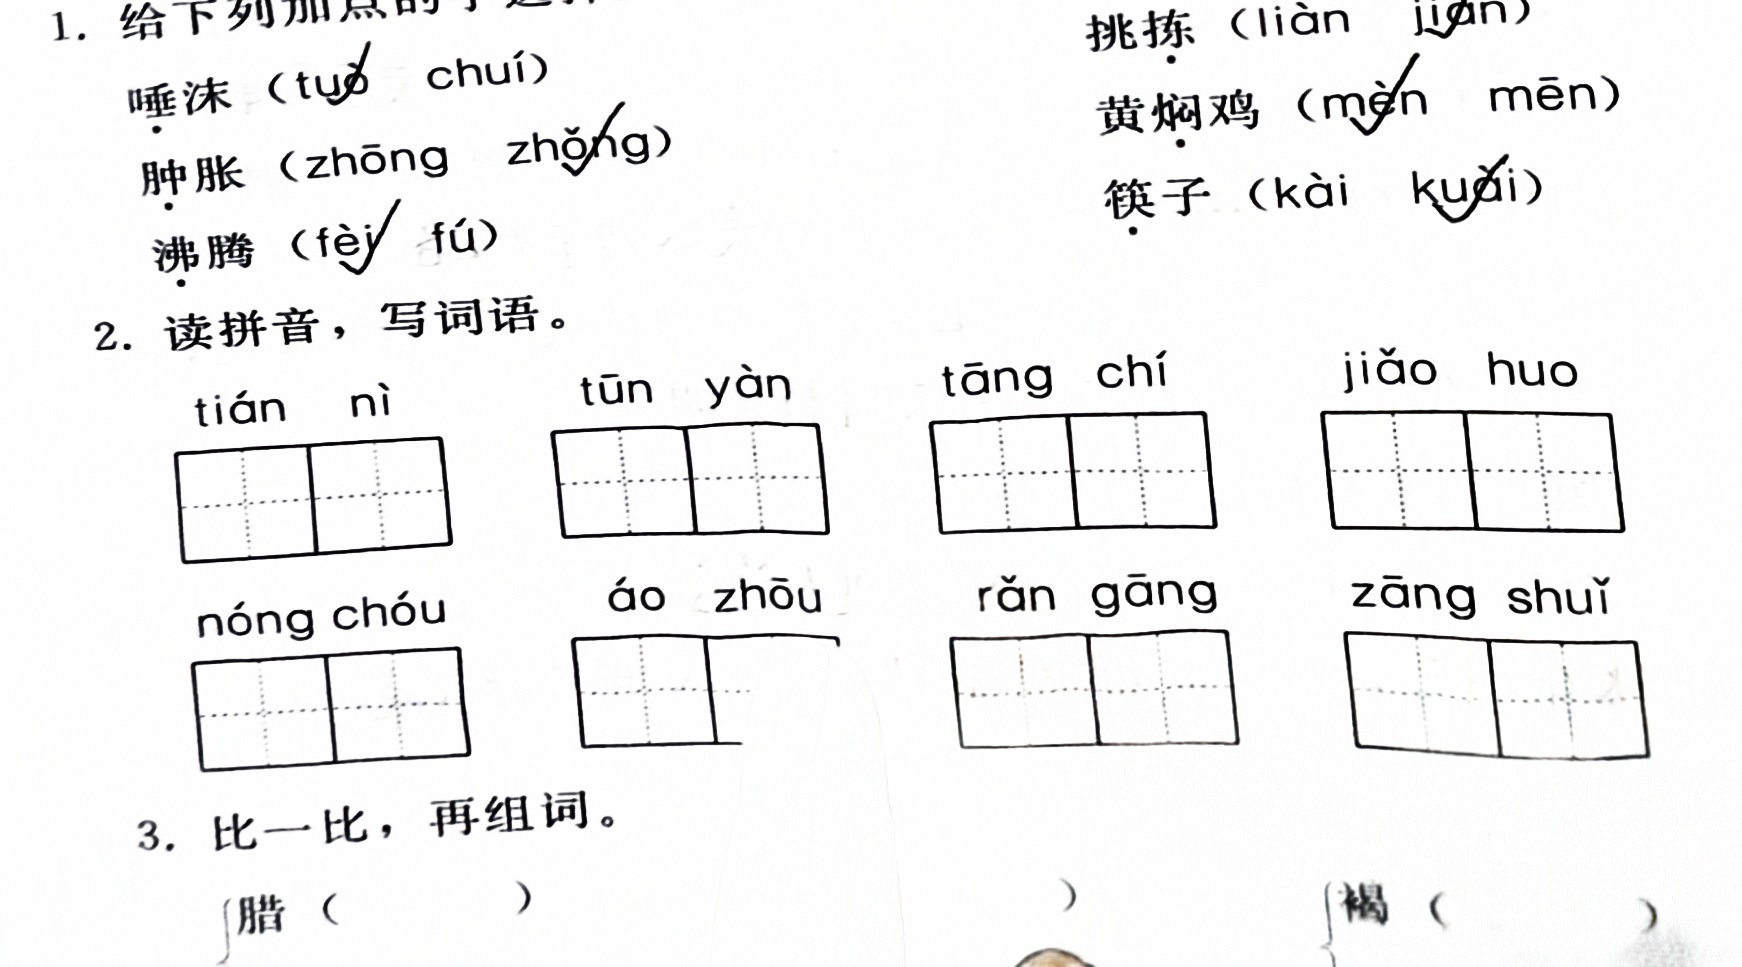 1. 给下列加点的字选择
唾沫（tuò chuí） 挑拣（liàn jiǎn）
肿胀（zhōng zhǒng） 黄焖鸡（mèn mēn）
沸腾（fèi fú） 筷子（kài kuài）
2. 读拼音，写词语。
tián nì tūn yàn tāng chí jiǎo huo
nóng chóu áo zhōu rǎn gāng zāng shuǐ
3. 比一比，再组词。
腊（ ） ） 褐（ ）